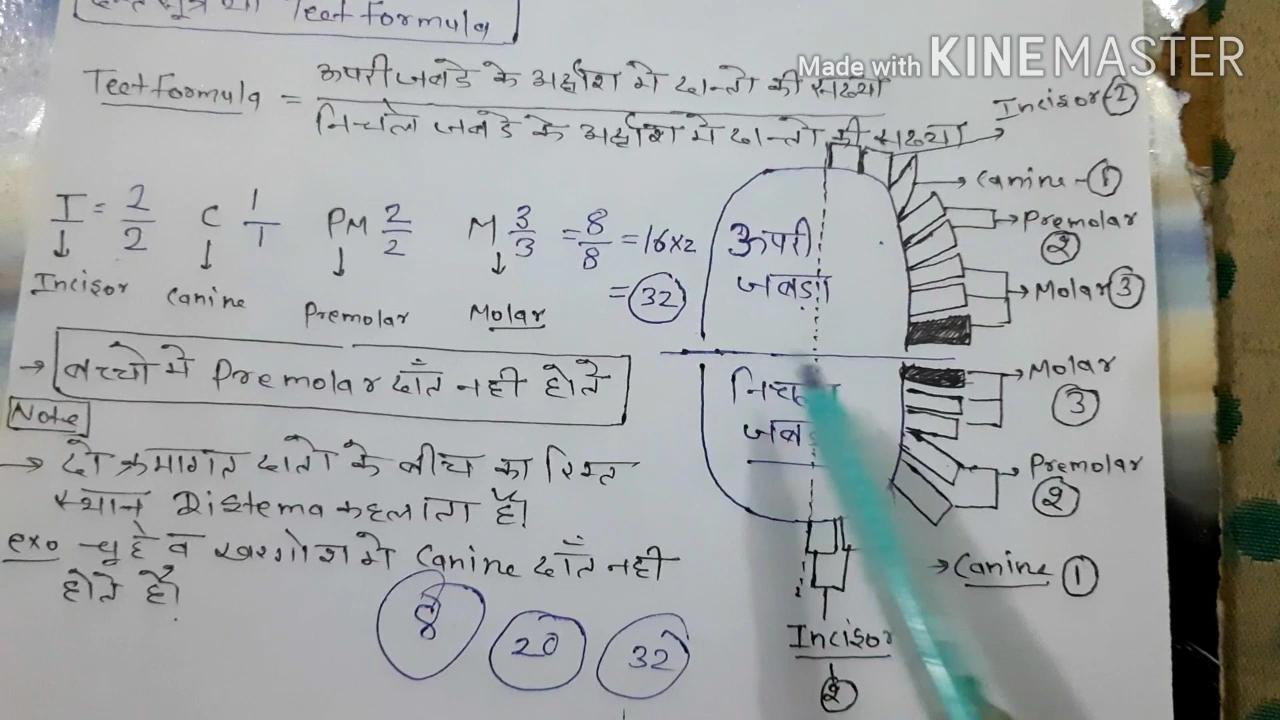 Teet formula
Made with KINEMASTER
Teetformula = ऊपरी जबडे के अर्धांश मे दान्तो की संख्या
निचले जबडे के अर्धांश मे दान्तो की संख्या
I = 2/2 C 1/1 PM 2/2 M 3/3 = 8/8 = 16x2
= 32
Incisor Canine Premolar Molar
→ बच्चो मे Premolar दाँत नही होते
Note
→ दो क्रमागत दातो के बीच का रिक्त
स्थान Distema कहलाता हैं।
exo चुहे व खरगोश मे Canine दाँत नही
होते हैं।
8 20 32
Incisor 2
Canine - 1
Premolar
2
Molar 3
ऊपरी
जबड़ा
Molar
3
Premolar
2
Canine 1
Incisor
2